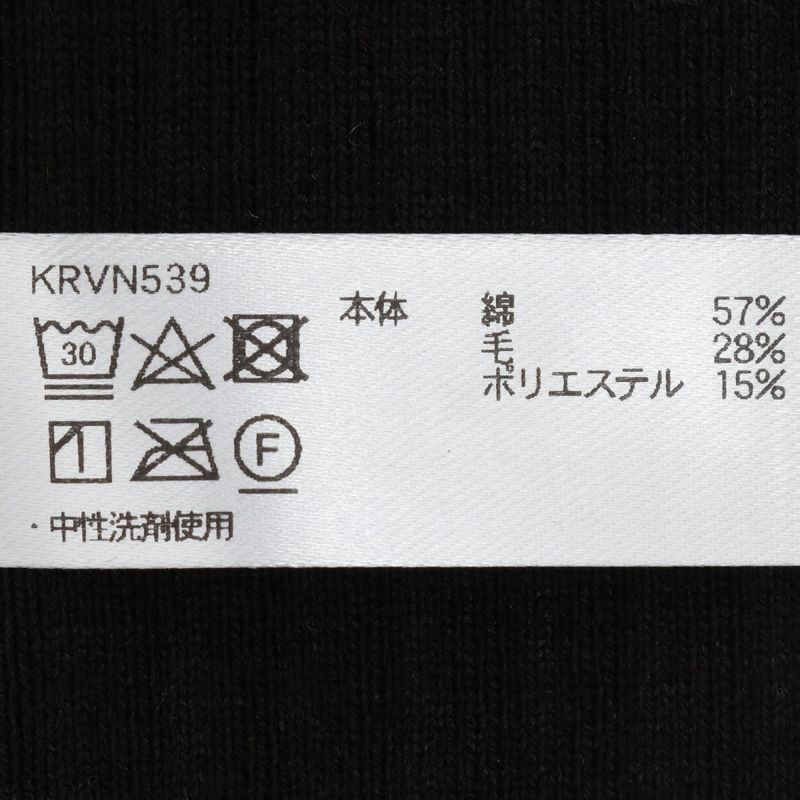 KRVN539
30
F
・中性洗剤使用
本体 綿 57%
毛 28%
ポリエステル 15%